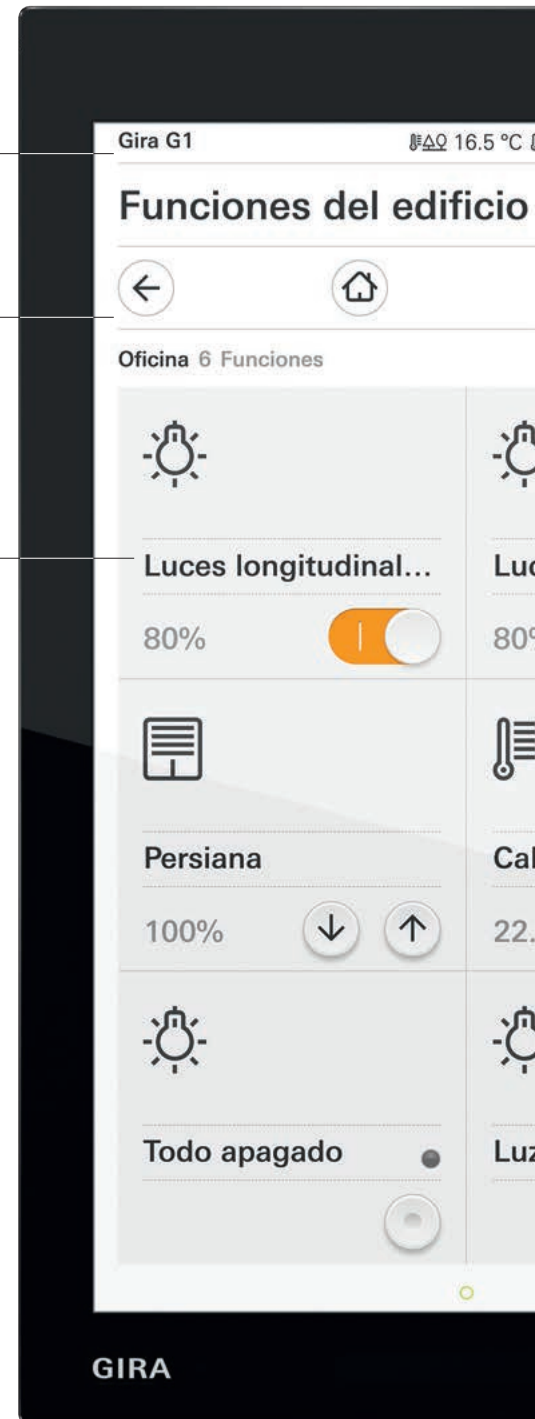 Gira G1 16.5 °C
Funciones del edificio
Oficina 6 Funciones
Luces longitudinal...
80%
Persiana
100%
Todo apagado
GIRA